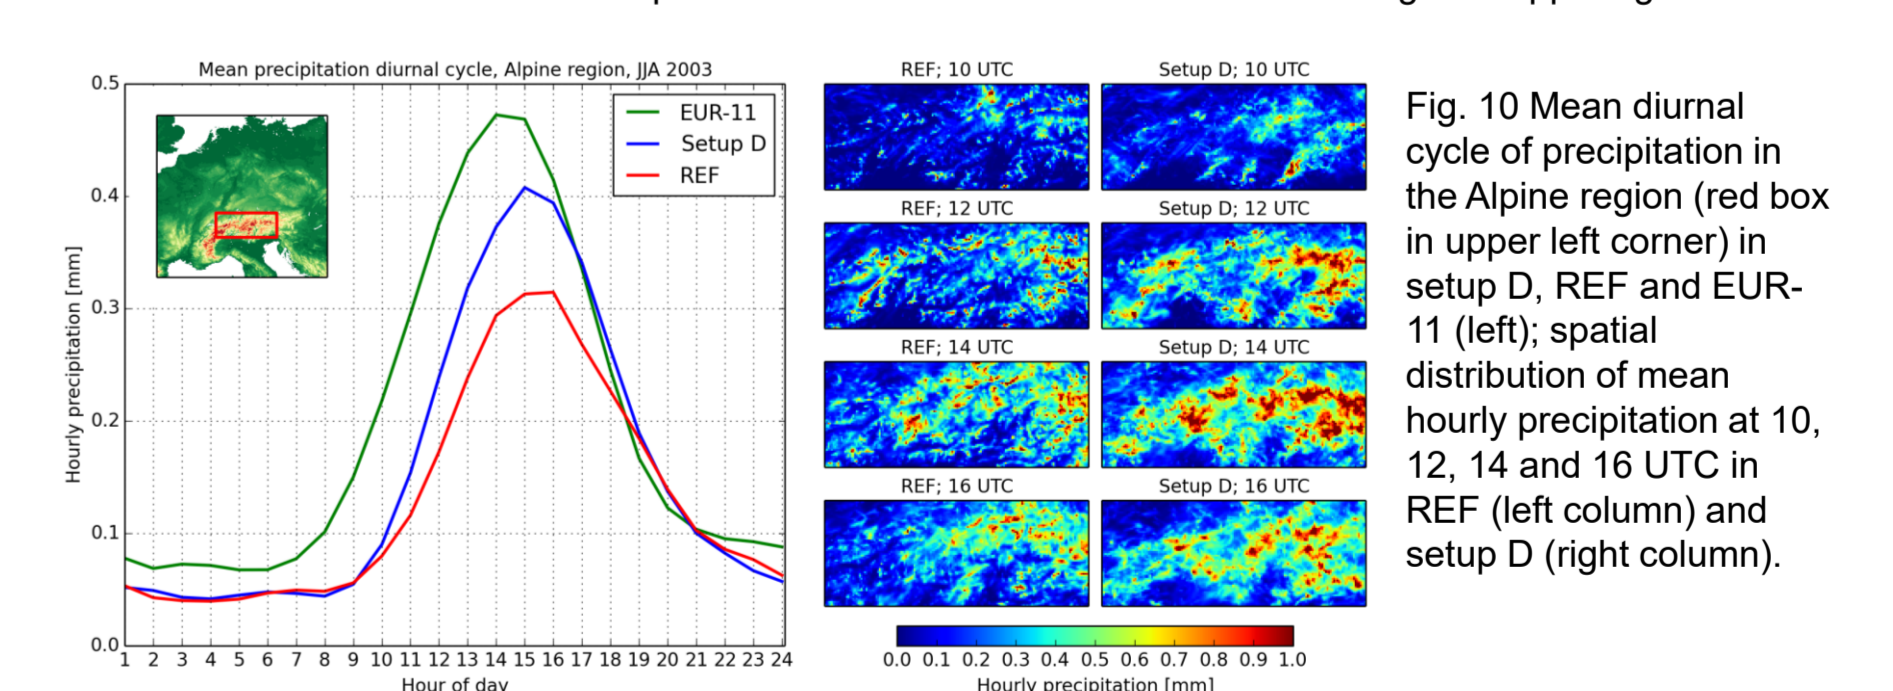 Mean precipitation diurnal cycle, Alpine region, JJA 2003
0.5
0.4
0.3
0.2
0.1
0.0
Hourly precipitation [mm]
EUR-11
Setup D
REF
1 2 3 4 5 6 7 8 9 10 11 12 13 14 15 16 17 18 19 20 21 22 23 24
Hour of day
REF; 10 UTC
Setup D; 10 UTC
REF; 12 UTC
Setup D; 12 UTC
REF; 14 UTC
Setup D; 14 UTC
REF; 16 UTC
Setup D; 16 UTC
0.0 0.1 0.2 0.3 0.4 0.5 0.6 0.7 0.8 0.9 1.0
Hourly precipitation [mm]
Fig. 10 Mean diurnal
cycle of precipitation in
the Alpine region (red box
in upper left corner) in
setup D, REF and EUR-
11 (left); spatial
distribution of mean
hourly precipitation at 10,
12, 14 and 16 UTC in
REF (left column) and
setup D (right column).